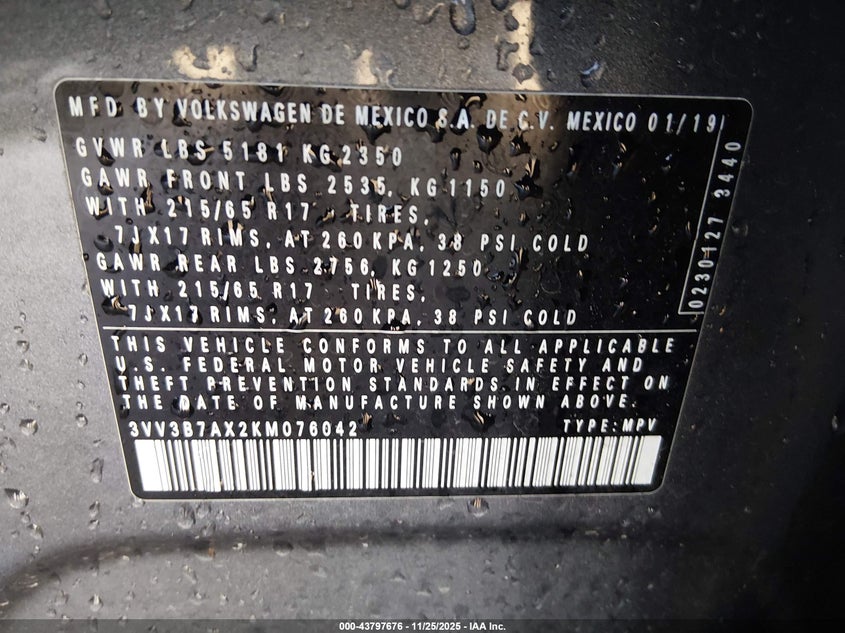 MFD BY VOLKSWAGEN DE MEXICO S.A. DE C.V. MEXICO 01/19
GVWR LBS 5181 KG 2350
GAWR FRONT LBS 2535, KG 1150
WITH 215/65 R17 TIRES,
7JX17 RIMS, AT 260 KPA, 38 PSI COLD
GAWR REAR LBS 2756, KG 1250
WITH 215/65 R17 TIRES,
7JX17 RIMS, AT 260 KPA, 38 PSI COLD
0230127 3440
THIS VEHICLE CONFORMS TO ALL APPLICABLE
U.S. FEDERAL MOTOR VEHICLE SAFETY AND
THEFT PREVENTION STANDARDS IN EFFECT ON
THE DATE OF MANUFACTURE SHOWN ABOVE.
3VV3B7AX2KM076042 TYPE: MPV
000-43797676 - 11/25/2025 - IAA Inc.